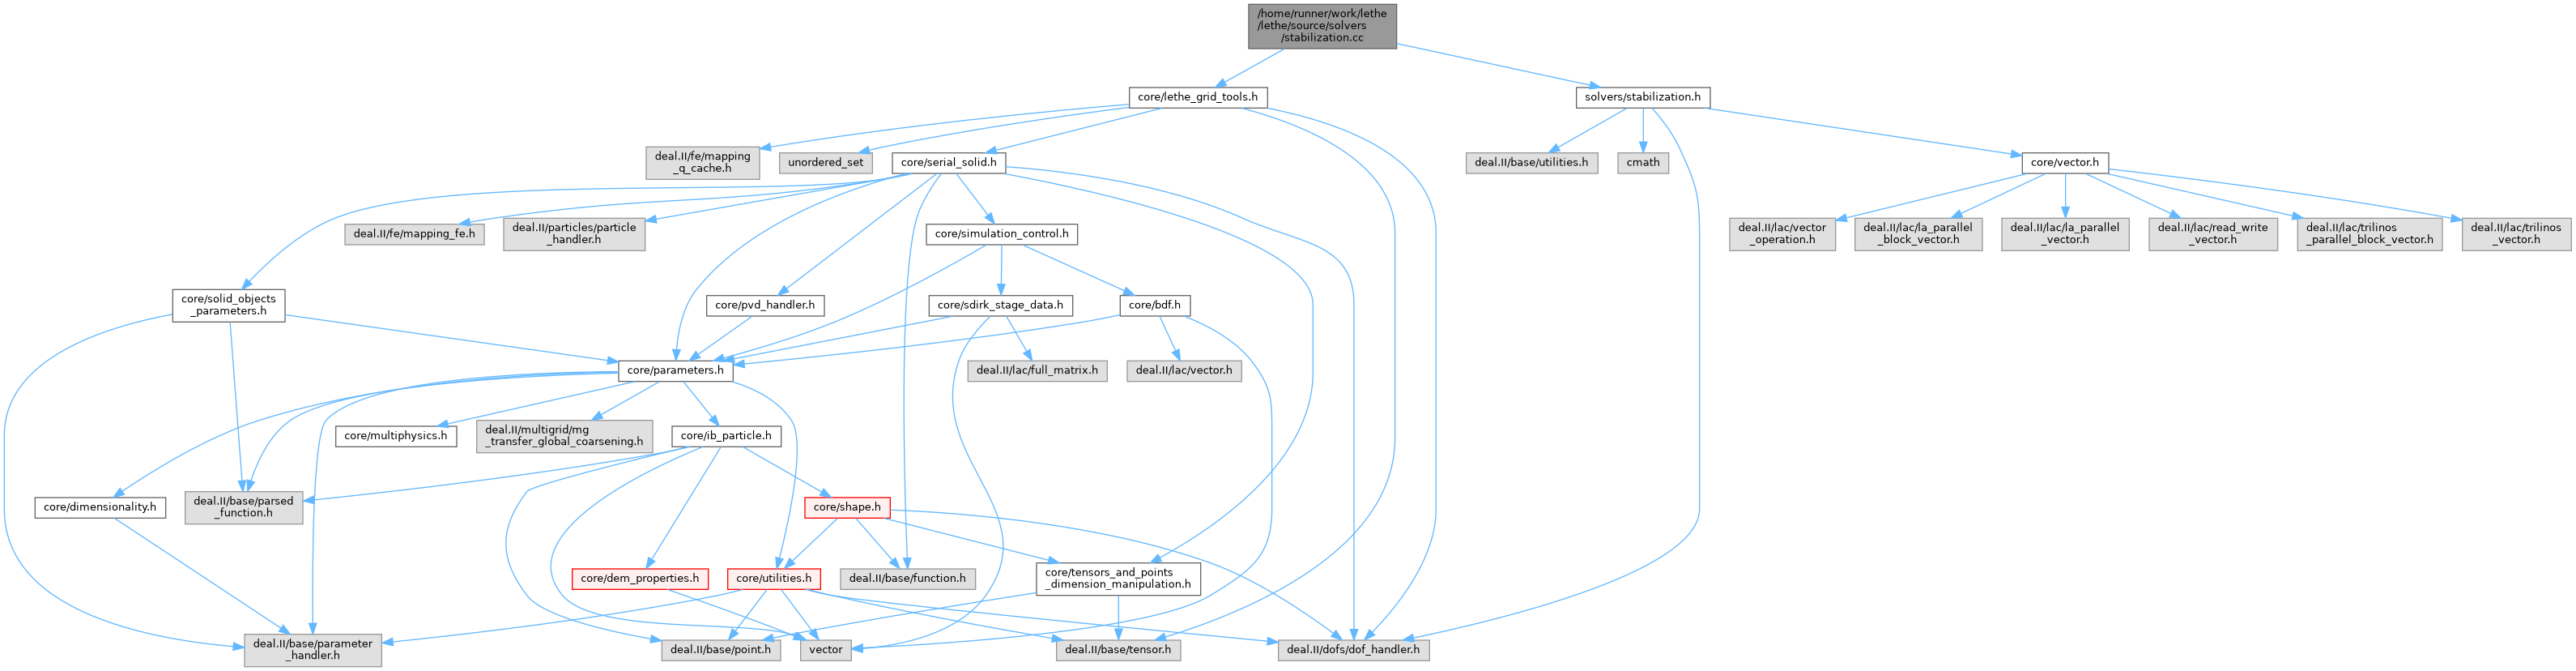 /home/runner/work/lethe
/lethe/source/solvers
/stabilization.cc
core/lethe_grid_tools.h
solvers/stabilization.h
deal.II/fe/mapping
_q_cache.h
unordered_set
core/serial_solid.h
deal.II/base/utilities.h
cmath
core/vector.h
deal.II/fe/mapping_fe.h
deal.II/particles/particle
_handler.h
core/simulation_control.h
deal.II/lac/vector
_operation.h
deal.II/lac/la_parallel
_block_vector.h
deal.II/lac/la_parallel
_vector.h
deal.II/lac/read_write
_vector.h
deal.II/lac/trilinos
_parallel_block_vector.h
deal.II/lac/trilinos
_vector.h
core/solid_objects
_parameters.h
core/pvd_handler.h
core/sdirk_stage_data.h
core/bdf.h
core/parameters.h
deal.II/lac/full_matrix.h
deal.II/lac/vector.h
core/multiphysics.h
deal.II/multigrid/mg
_transfer_global_coarsening.h
core/ib_particle.h
core/dimensionality.h
deal.II/base/parsed
_function.h
core/shape.h
core/dem_properties.h
core/utilities.h
deal.II/base/function.h
core/tensors_and_points
_dimension_manipulation.h
deal.II/base/parameter
_handler.h
deal.II/base/point.h
vector
deal.II/base/tensor.h
deal.II/dofs/dof_handler.h